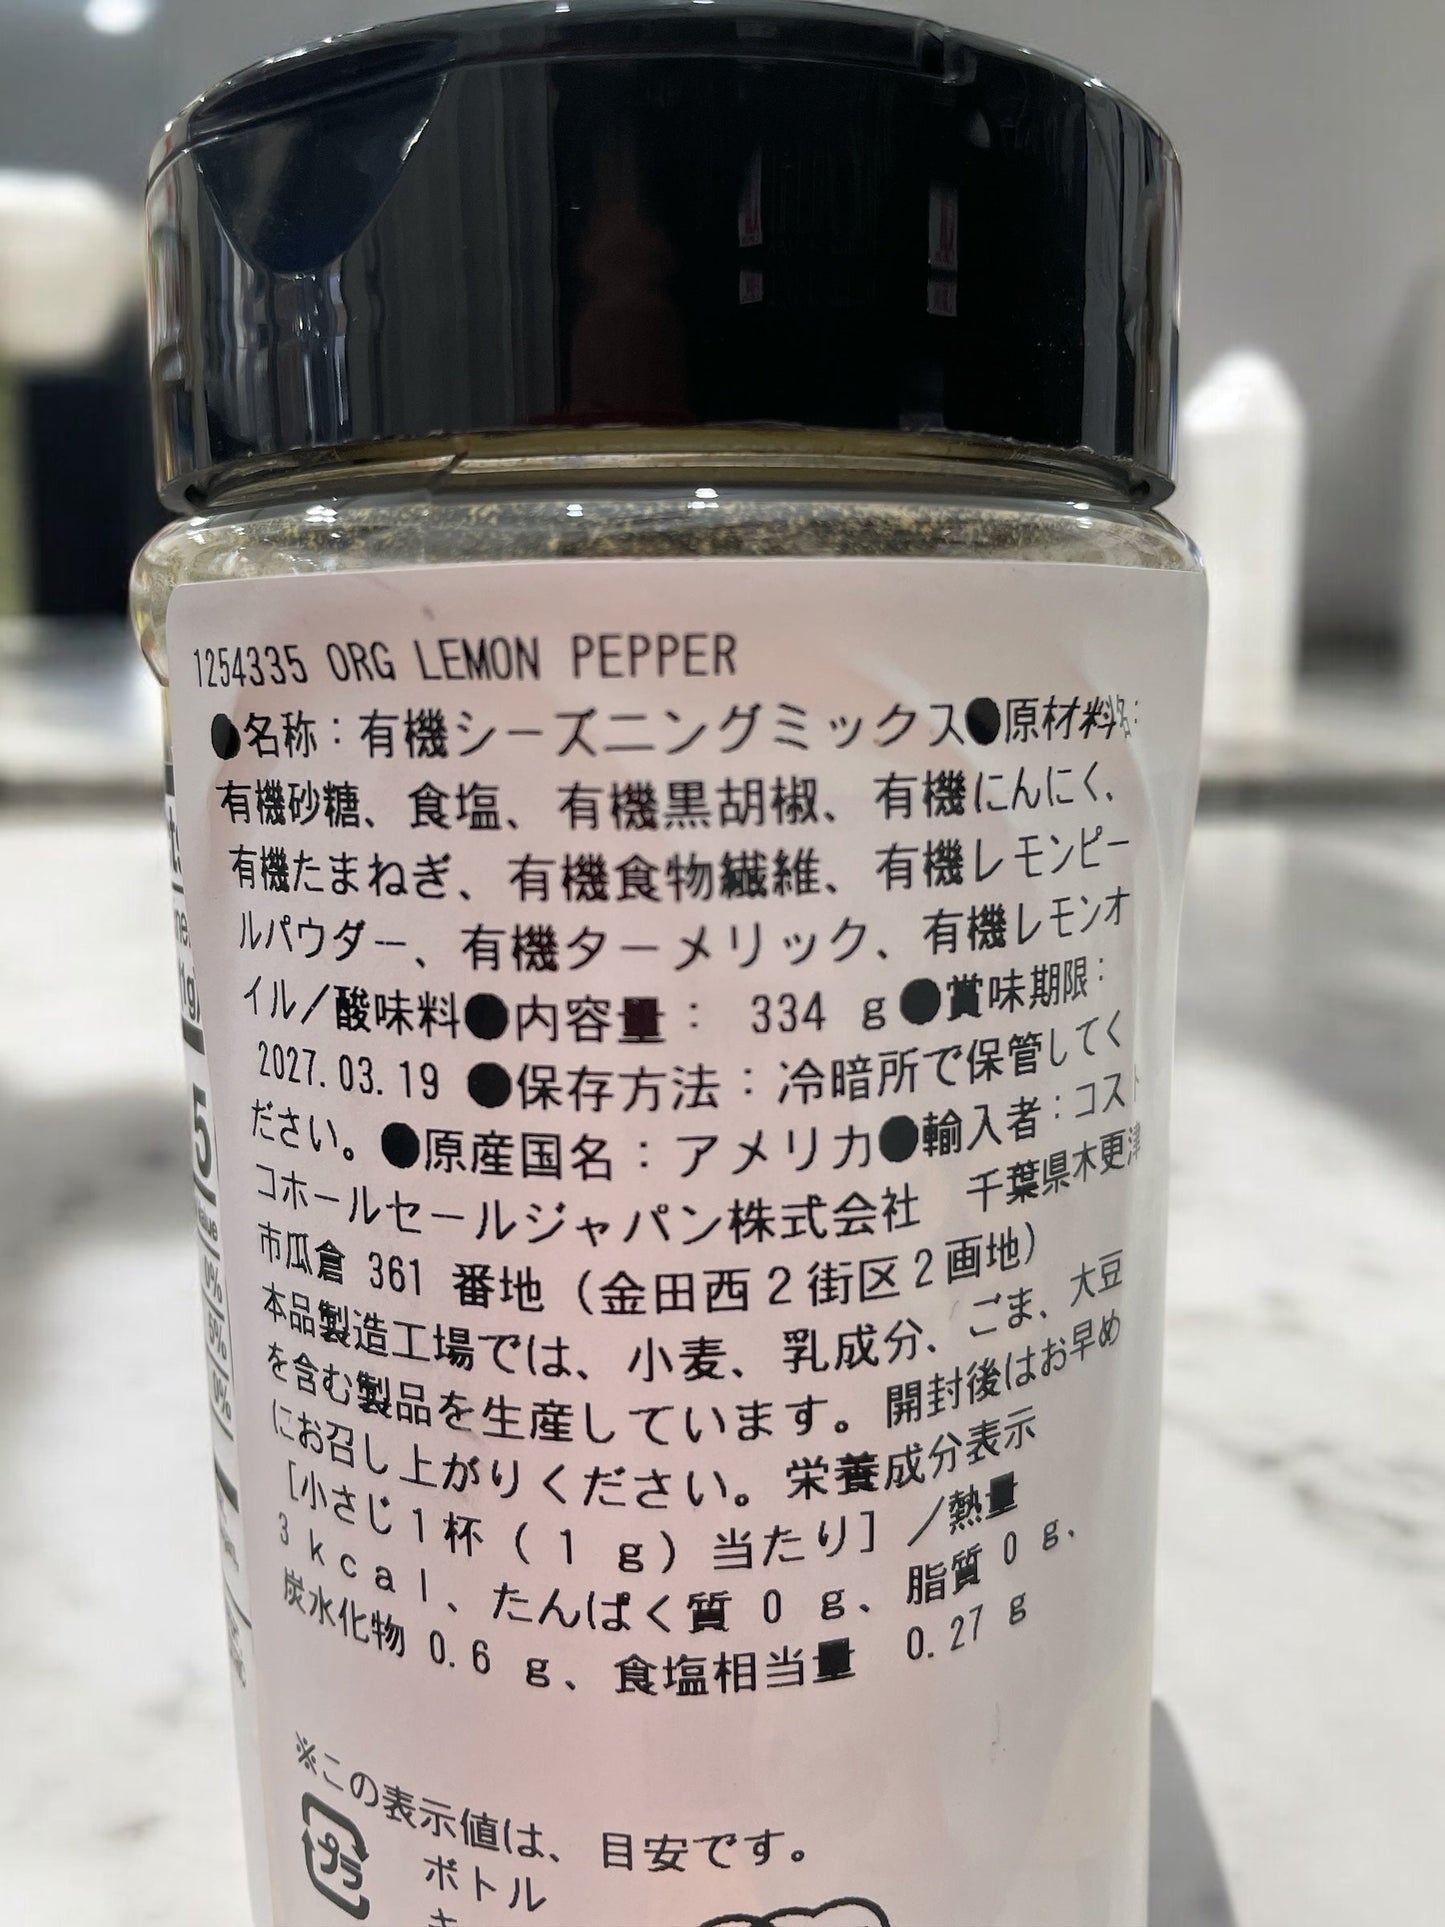 1254335 ORG LEMON PEPPER
●名称：有機シーズニングミックス●原材料名：
有機砂糖、食塩、有機黒胡椒、有機にんにく、
有機たまねぎ、有機食物繊維、有機レモンピー
ルパウダー、有機ターメリック、有機レモンオ
イル／酸味料●内容量： 334 ｇ●賞味期限：
2027.03.19 ●保存方法：冷暗所で保管してく
ださい。●原産国名：アメリカ●輸入者：コスト
コホールセールジャパン株式会社　千葉県木更津
市瓜倉 361 番地（金田西２街区２画地）
本品製造工場では、小麦、乳成分、ごま、大豆
を含む製品を生産しています。開封後はお早め
にお召し上がりください。栄養成分表示
［小さじ１杯（１ｇ）当たり］／熱量
３ｋｃａｌ、たんぱく質 0 ｇ、脂質 0 ｇ、
炭水化物 0.6 ｇ、食塩相当量　0.27 ｇ
※この表示値は、目安です。
プラ
ボトル
5
0%
5%
0%